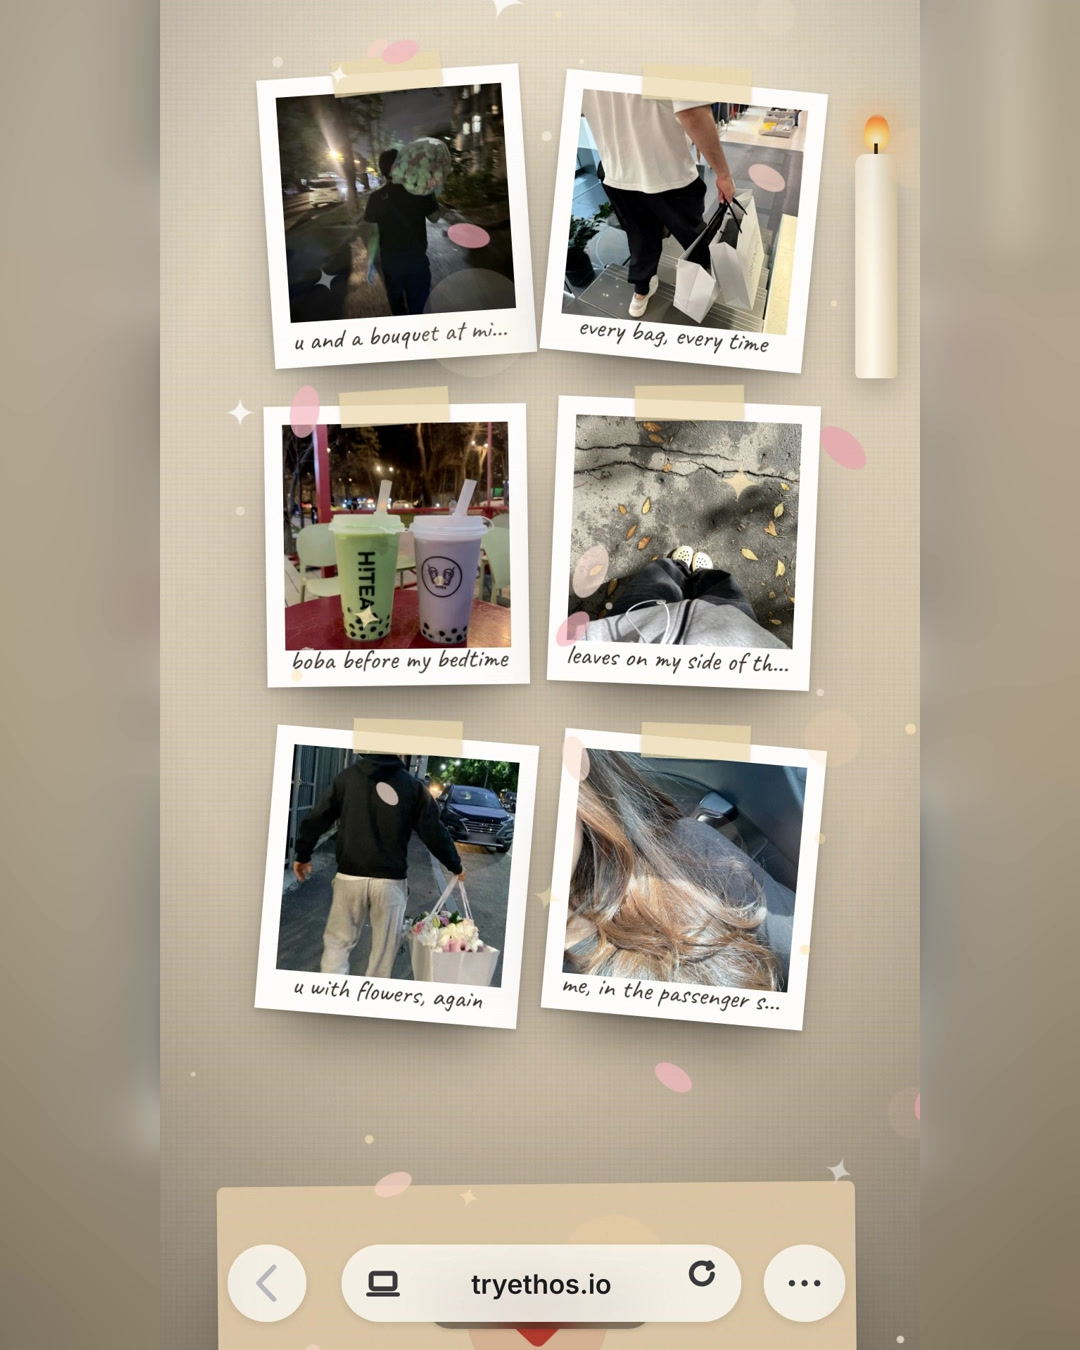 u and a bouquet at mi...
every bag, every time
HITEA
boba before my bedtime
leaves on my side of th...
u with flowers, again
me, in the passenger s...
tryethos.io